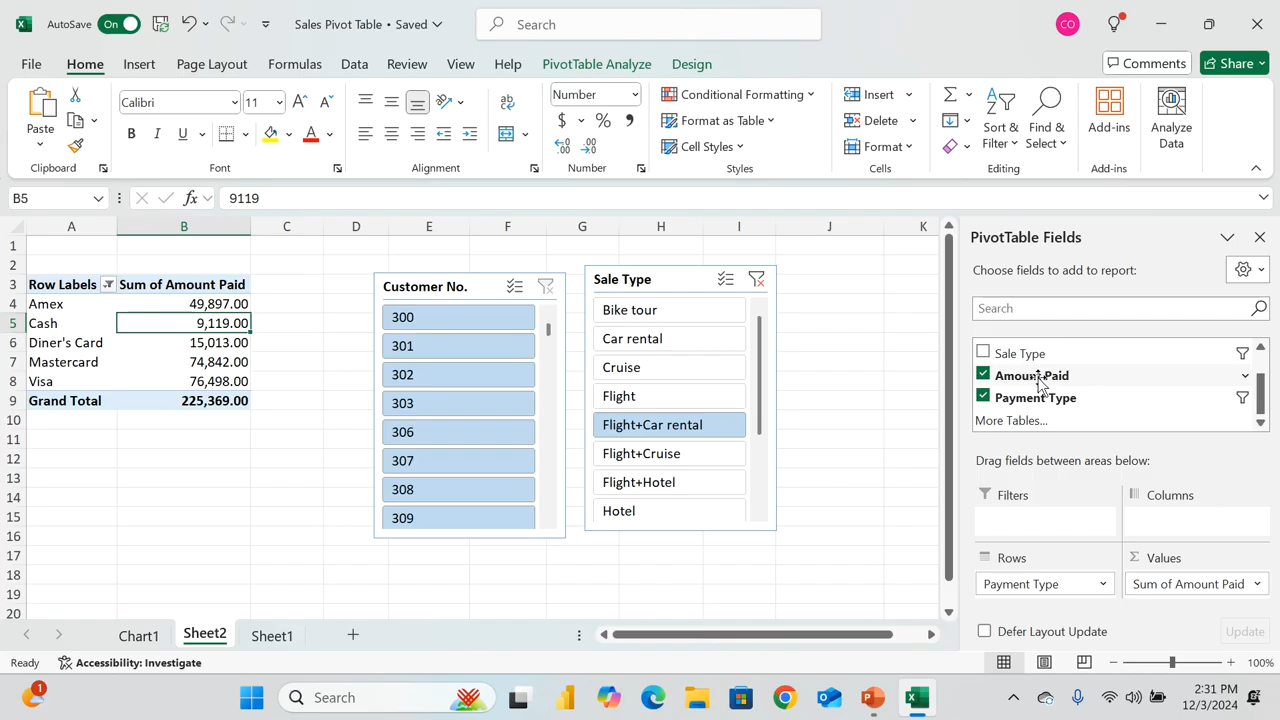 AutoSave On Sales Pivot Table • Saved Search CO
File Home Insert Page Layout Formulas Data Review View Help PivotTable Analyze Design Comments Share
Paste Calibri 11 Number Conditional Formatting Insert
B I U Format as Table Delete Sort & Filter Find & Select Add-ins Analyze Data
Cell Styles Format
Clipboard Font Alignment Number Styles Cells Editing Add-ins
B5 fx 9119
A B C D E F G H I J K
1
2
3 Row Labels Sum of Amount Paid
4 Amex 49,897.00
5 Cash 9,119.00
6 Diner's Card 15,013.00
7 Mastercard 74,842.00
8 Visa 76,498.00
9 Grand Total 225,369.00
10
11
12
13
14
15
16
17
18
19
20
Customer No.
300
301
302
303
306
307
308
309
Sale Type
Bike tour
Car rental
Cruise
Flight
Flight+Car rental
Flight+Cruise
Flight+Hotel
Hotel
PivotTable Fields
Choose fields to add to report:
Search
Sale Type
Amount Paid
Payment Type
More Tables...
Drag fields between areas below:
Filters Columns
Rows Values
Payment Type Sum of Amount Paid
Defer Layout Update Update
Chart1 Sheet2 Sheet1
Ready Accessibility: Investigate 100%
1 Search 2:31 PM
12/3/2024